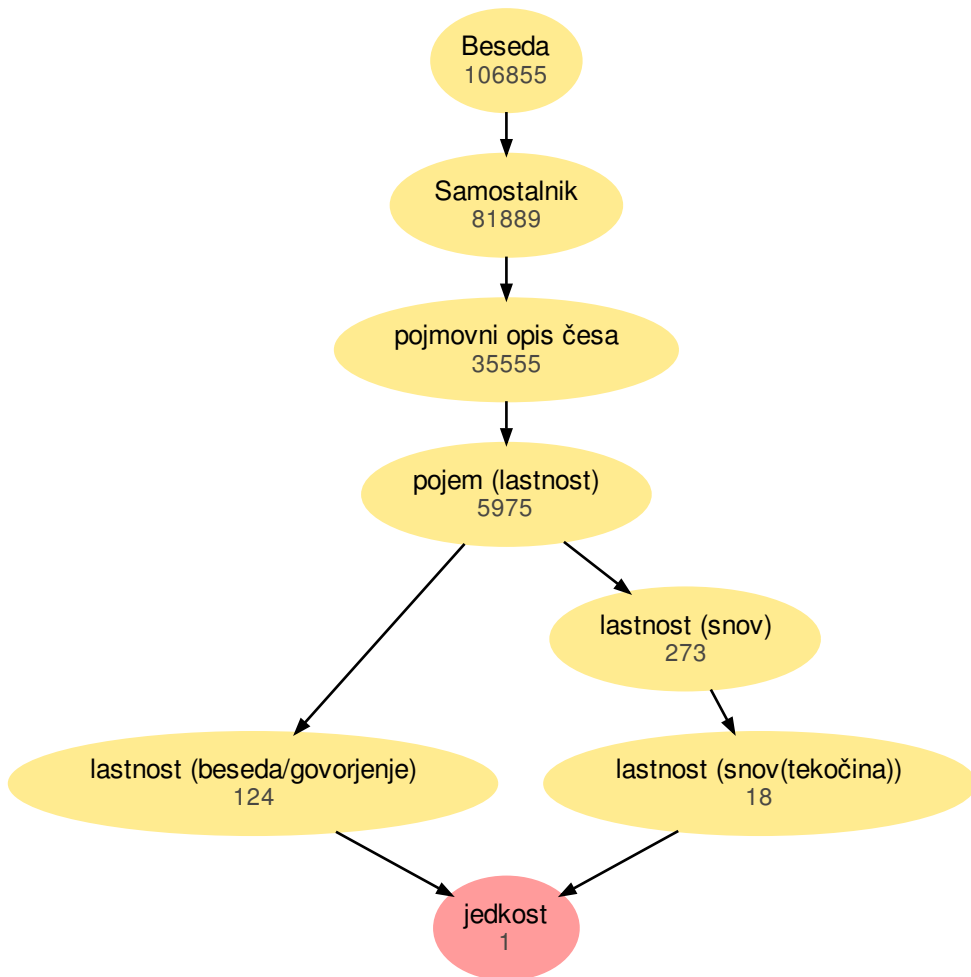 Beseda
106855
Samostalnik
81889
pojmovni opis česa
35555
pojem (lastnost)
5975
lastnost (snov)
273
lastnost (beseda/govorjenje)
124
lastnost (snov(tekočina))
18
jedkost
1